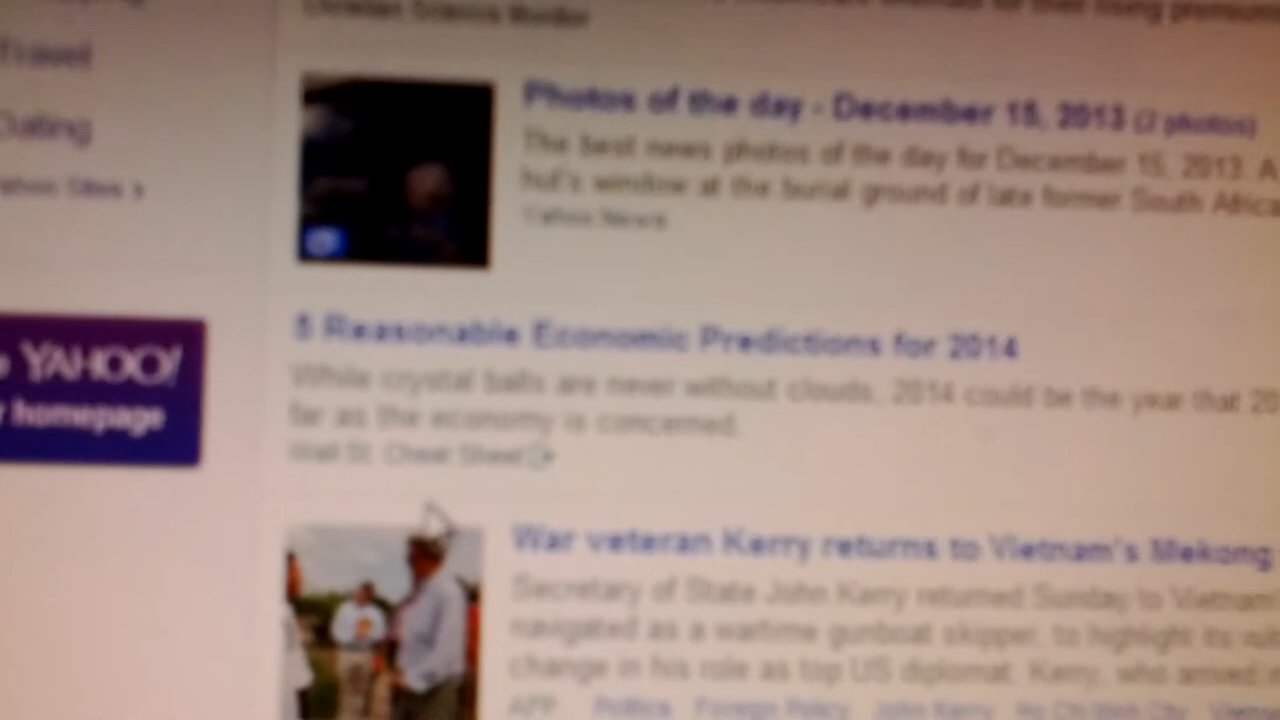 Christian Science Monitor
Travel
Dating
Photos of the day - December 15, 2013 (2 photos)
The best news photos of the day for December 15, 2013. A
hut's window at the burial ground of late former South Africa
Yahoo News
YAHOO!
homepage
5 Reasonable Economic Predictions for 2014
While crystal balls are never without clouds, 2014 could be the year that 20
far as the economy is concerned.
Wall St. Cheat Sheet
War veteran Kerry returns to Vietnam's Mekong
Secretary of State John Kerry returned Sunday to Vietnam
navigated as a wartime gunboat skipper, to highlight its
change in his role as top US diplomat. Kerry, who arrived
AFP Politics Foreign Policy John Kerry Ho Chi Minh City